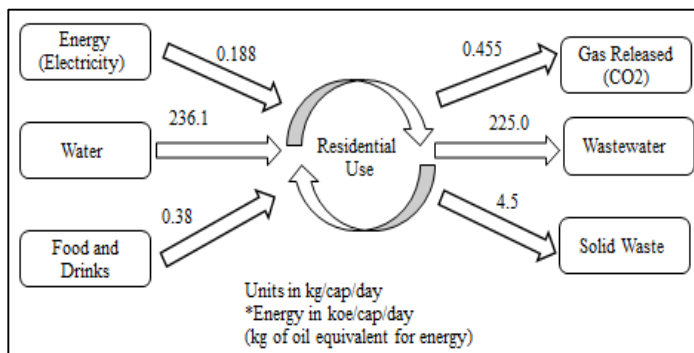 Energy
(Electricity)
0.188
0.455
Gas Released
(CO2)
Water
236.1
Residential
Use
225.0
Wastewater
Food and
Drinks
0.38
4.5
Solid Waste
Units in kg/cap/day
*Energy in koe/cap/day
(kg of oil equivalent for energy)